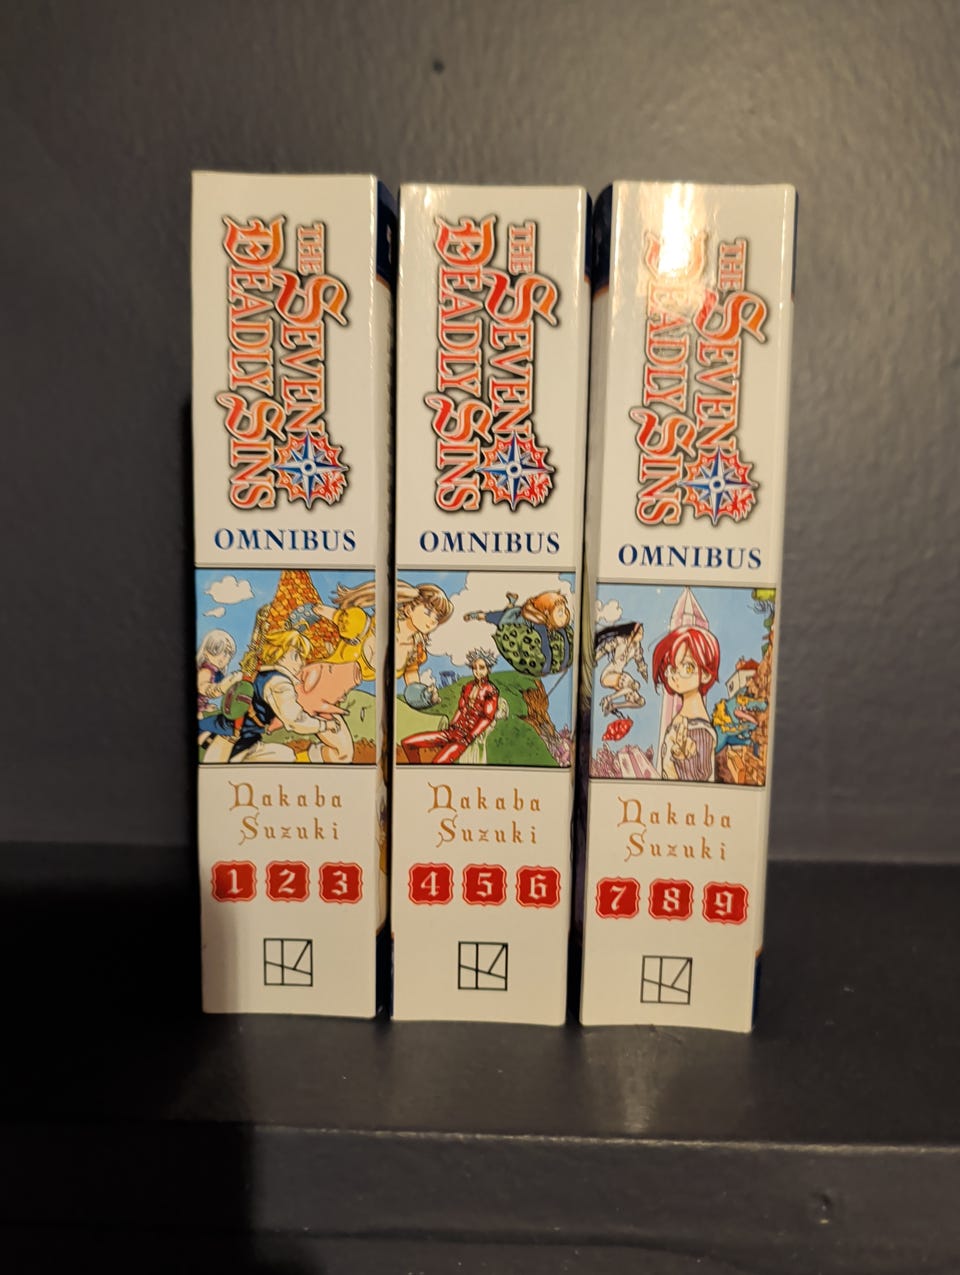 THE SEVEN
DEADLY SINS
OMNIBUS
Nakaba
Suzuki
1 2 3
THE SEVEN
DEADLY SINS
OMNIBUS
Nakaba
Suzuki
4 5 6
THE SEVEN
DEADLY SINS
OMNIBUS
Nakaba
Suzuki
7 8 9